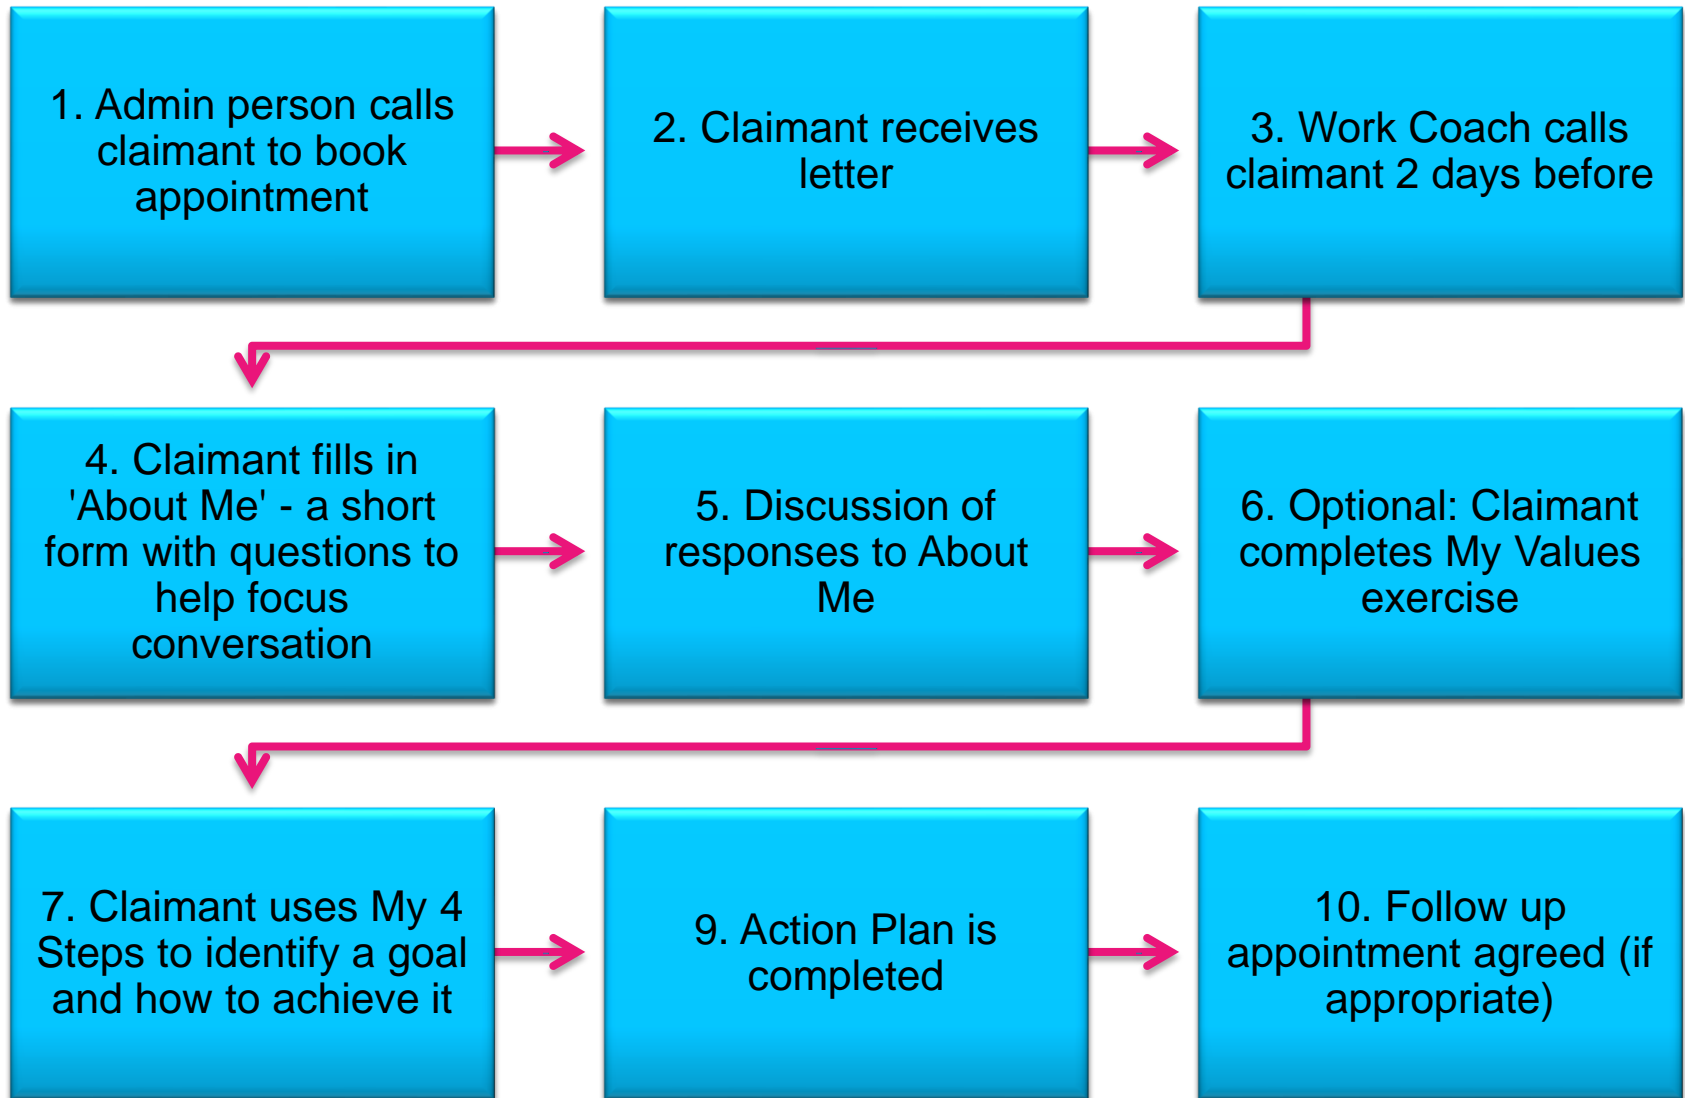 1. Admin person calls
claimant to book
appointment
2. Claimant receives
letter
3. Work Coach calls
claimant 2 days before
4. Claimant fills in
'About Me' - a short
form with questions to
help focus
conversation
5. Discussion of
responses to About
Me
6. Optional: Claimant
completes My Values
exercise
7. Claimant uses My 4
Steps to identify a goal
and how to achieve it
9. Action Plan is
completed
10. Follow up
appointment agreed (if
appropriate)